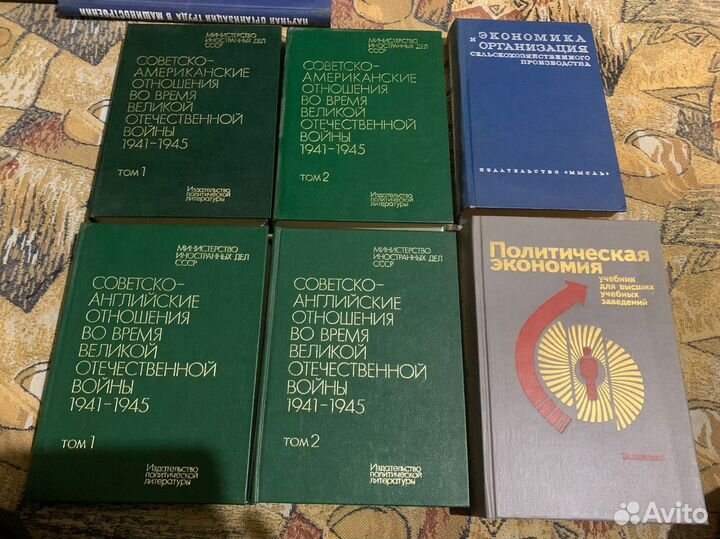 НАУЧНАЯ ОРГАНИЗАЦИЯ ТРУДА В МАШИНОСТРОЕНИИ
МИНИСТЕРСТВО
ИНОСТРАННЫХ ДЕЛ
СССР
СОВЕТСКО-
АМЕРИКАНСКИЕ
ОТНОШЕНИЯ
ВО ВРЕМЯ
ВЕЛИКОЙ
ОТЕЧЕСТВЕННОЙ
ВОЙНЫ
1941-1945
ТОМ 1
Издательство
политической
литературы
МИНИСТЕРСТВО
ИНОСТРАННЫХ ДЕЛ
СССР
СОВЕТСКО-
АМЕРИКАНСКИЕ
ОТНОШЕНИЯ
ВО ВРЕМЯ
ВЕЛИКОЙ
ОТЕЧЕСТВЕННОЙ
ВОЙНЫ
1941-1945
ТОМ 2
Издательство
политической
литературы
ЭКОНОМИКА
И ОРГАНИЗАЦИЯ
СЕЛЬСКОХОЗЯЙСТВЕННОГО
ПРОИЗВОДСТВА
ИЗДАТЕЛЬСТВО «МЫСЛЬ»
МИНИСТЕРСТВО
ИНОСТРАННЫХ ДЕЛ
СССР
СОВЕТСКО-
АНГЛИЙСКИЕ
ОТНОШЕНИЯ
ВО ВРЕМЯ
ВЕЛИКОЙ
ОТЕЧЕСТВЕННОЙ
ВОЙНЫ
1941-1945
ТОМ 1
Издательство
политической
литературы
МИНИСТЕРСТВО
ИНОСТРАННЫХ ДЕЛ
СССР
СОВЕТСКО-
АНГЛИЙСКИЕ
ОТНОШЕНИЯ
ВО ВРЕМЯ
ВЕЛИКОЙ
ОТЕЧЕСТВЕННОЙ
ВОЙНЫ
1941-1945
ТОМ 2
Издательство
политической
литературы
Политическая
экономия
учебник
для высших
учебных
заведений
Avito